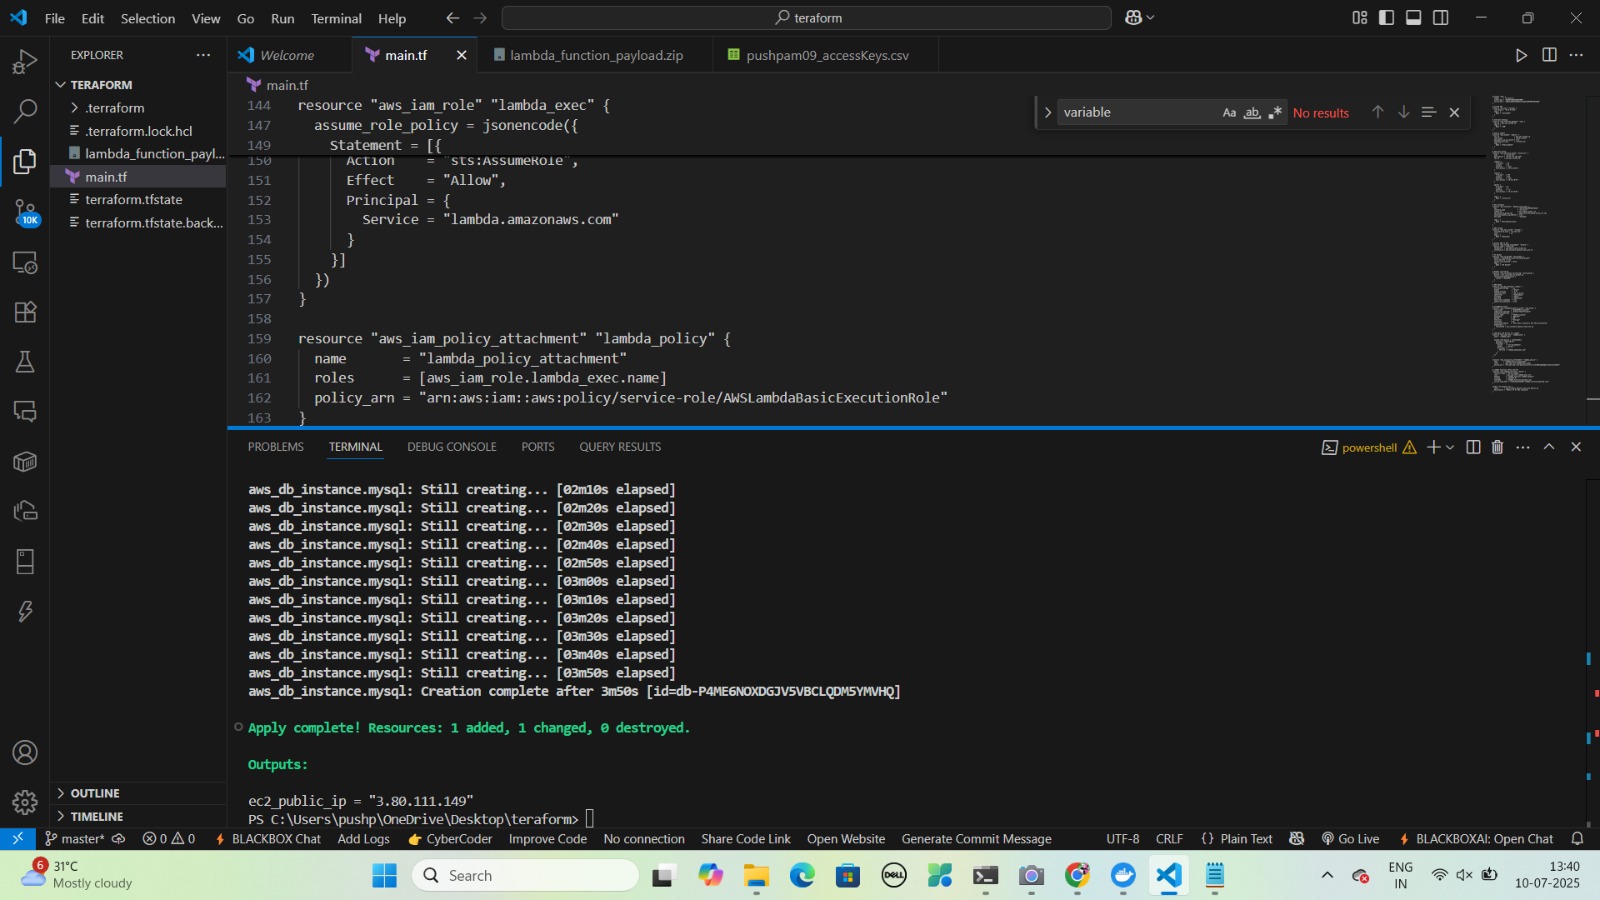 File Edit Selection View Go Run Terminal Help
teraform
EXPLORER
Welcome
main.tf
lambda_function_payload.zip
pushpam09_accessKeys.csv
TERAFORM
.terraform
.terraform.lock.hcl
lambda_function_payl...
main.tf
terraform.tfstate
terraform.tfstate.back...
10K
OUTLINE
TIMELINE
main.tf
variable
Aa ab
No results
144 resource "aws_iam_role" "lambda_exec" {
147 assume_role_policy = jsonencode({
149 Statement = [{
150 Action = "sts:AssumeRole",
151 Effect = "Allow",
152 Principal = {
153 Service = "lambda.amazonaws.com"
154 }
155 }]
156 })
157 }
158
159 resource "aws_iam_policy_attachment" "lambda_policy" {
160 name = "lambda_policy_attachment"
161 roles = [aws_iam_role.lambda_exec.name]
162 policy_arn = "arn:aws:iam::aws:policy/service-role/AWSLambdaBasicExecutionRole"
163 }
PROBLEMS TERMINAL DEBUG CONSOLE PORTS QUERY RESULTS
powershell
aws_db_instance.mysql: Still creating... [02m10s elapsed]
aws_db_instance.mysql: Still creating... [02m20s elapsed]
aws_db_instance.mysql: Still creating... [02m30s elapsed]
aws_db_instance.mysql: Still creating... [02m40s elapsed]
aws_db_instance.mysql: Still creating... [02m50s elapsed]
aws_db_instance.mysql: Still creating... [03m00s elapsed]
aws_db_instance.mysql: Still creating... [03m10s elapsed]
aws_db_instance.mysql: Still creating... [03m20s elapsed]
aws_db_instance.mysql: Still creating... [03m30s elapsed]
aws_db_instance.mysql: Still creating... [03m40s elapsed]
aws_db_instance.mysql: Still creating... [03m50s elapsed]
aws_db_instance.mysql: Creation complete after 3m50s [id=db-P4ME6NOXDGJV5VBCLQDM5YMVHQ]
Apply complete! Resources: 1 added, 1 changed, 0 destroyed.
Outputs:
ec2_public_ip = "3.80.111.149"
PS C:\Users\pushp\OneDrive\Desktop\teraform>
master* 0 0 BLACKBOX Chat Add Logs CyberCoder Improve Code No connection Share Code Link Open Website Generate Commit Message UTF-8 CRLF {} Plain Text Go Live BLACKBOXAI: Open Chat
6
31°C
Mostly cloudy
Search
DELL
ENG
IN
13:40
10-07-2025